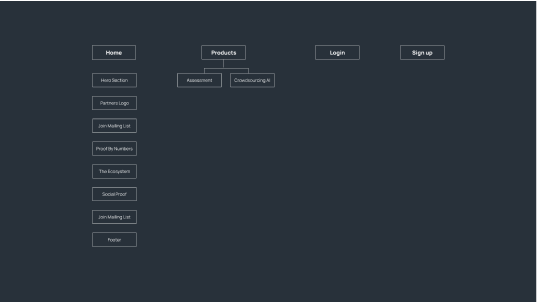 Home
Products
Login
Sign up
Hero Section
Assessment
Crowdsourcing AI
Partners Logo
Join Mailing List
Proof By Numbers
The Ecosystem
Social Proof
Join Mailing List
Footer